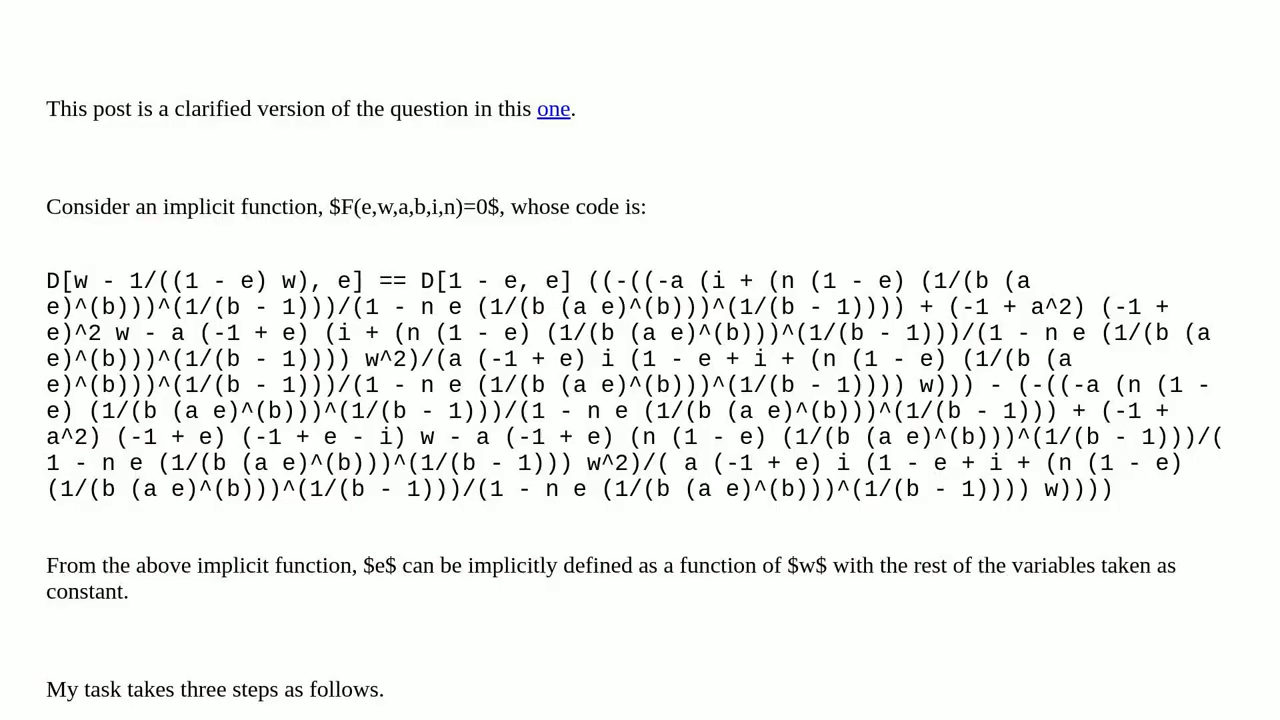 This post is a clarified version of the question in this one.
Consider an implicit function, $F(e,w,a,b,i,n)=0$, whose code is:
D[w - 1/((1 - e) w), e] == D[1 - e, e] ((-((-a (i + (n (1 - e) (1/(b (a
e)^(b)))^(1/(b - 1)))/(1 - n e (1/(b (a e)^(b)))^(1/(b - 1)))) + (-1 + a^2) (-1 +
e)^2 w - a (-1 + e) (i + (n (1 - e) (1/(b (a e)^(b)))^(1/(b - 1)))/(1 - n e (1/(b (a
e)^(b)))^(1/(b - 1)))) w^2)/(a (-1 + e) i (1 - e + i + (n (1 - e) (1/(b (a
e)^(b)))^(1/(b - 1)))/(1 - n e (1/(b (a e)^(b)))^(1/(b - 1)))) w))) - (-((-a (n (1 -
e) (1/(b (a e)^(b)))^(1/(b - 1)))/(1 - n e (1/(b (a e)^(b)))^(1/(b - 1))) + (-1 +
a^2) (-1 + e) (-1 + e - i) w - a (-1 + e) (n (1 - e) (1/(b (a e)^(b)))^(1/(b - 1)))/(
1 - n e (1/(b (a e)^(b)))^(1/(b - 1))) w^2)/( a (-1 + e) i (1 - e + i + (n (1 - e)
(1/(b (a e)^(b)))^(1/(b - 1)))/(1 - n e (1/(b (a e)^(b)))^(1/(b - 1)))) w))))
From the above implicit function, $e$ can be implicitly defined as a function of $w$ with the rest of the variables taken as
constant.
My task takes three steps as follows.